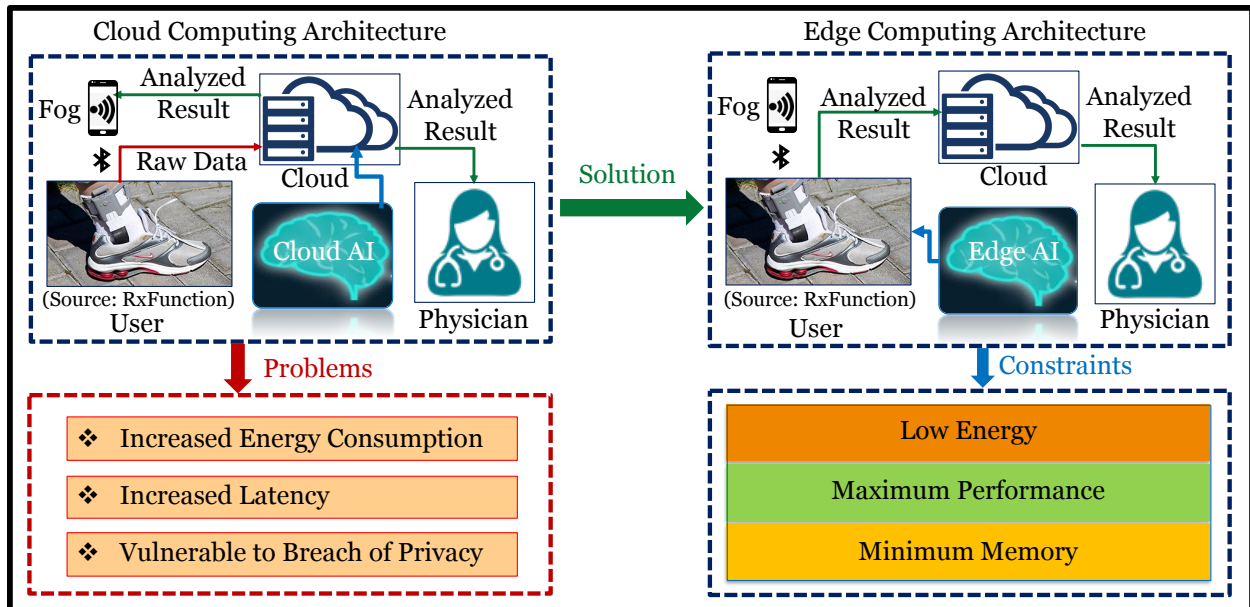 Cloud Computing Architecture
Analyzed
Result
Fog
Analyzed
Result
Raw Data
Cloud
Cloud AI
(Source: RxFunction)
User
Physician
Solution
Edge Computing Architecture
Fog
Analyzed
Result
Analyzed
Result
Cloud
Edge AI
(Source: RxFunction)
User
Physician
Problems
❖ Increased Energy Consumption
❖ Increased Latency
❖ Vulnerable to Breach of Privacy
Constraints
Low Energy
Maximum Performance
Minimum Memory